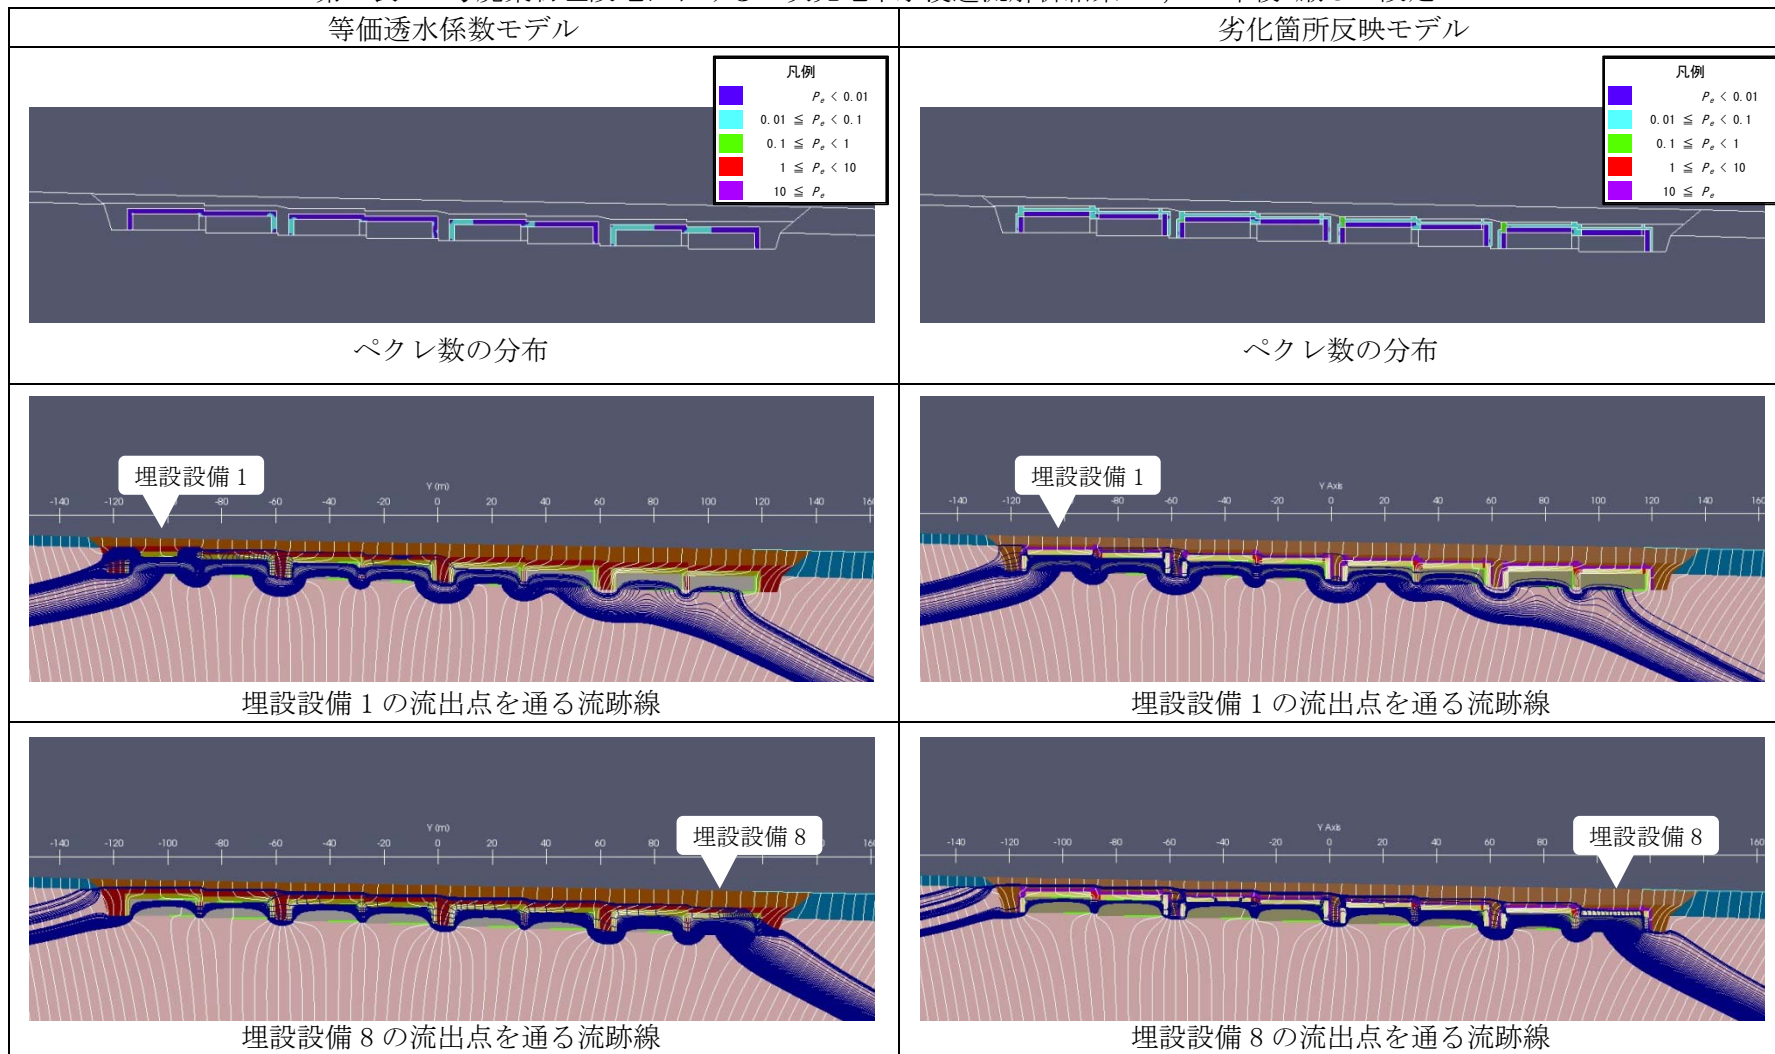 等価透水係数モデル
劣化箇所反映モデル
凡例
Pe < 0.01
0.01 ≦ Pe < 0.1
0.1 ≦ Pe < 1
1 ≦ Pe < 10
10 ≦ Pe
凡例
Pe < 0.01
0.01 ≦ Pe < 0.1
0.1 ≦ Pe < 1
1 ≦ Pe < 10
10 ≦ Pe
ペクレ数の分布
ペクレ数の分布
埋設設備 1
Y (m)
-140 -120 -80 -60 -40 -20 0 20 40 60 80 100 120 140 160
埋設設備 1
Y Axis
-140 -120 -80 -60 -40 -20 0 20 40 60 80 100 120 140 160
埋設設備 1 の流出点を通る流跡線
埋設設備 1 の流出点を通る流跡線
埋設設備 8
Y (m)
-140 -120 -100 -80 -60 -40 -20 0 20 40 60 80 160
埋設設備 8
Y Axis
-140 -120 -100 -80 -60 -40 -20 0 20 40 60 80 160
埋設設備 8 の流出点を通る流跡線
埋設設備 8 の流出点を通る流跡線